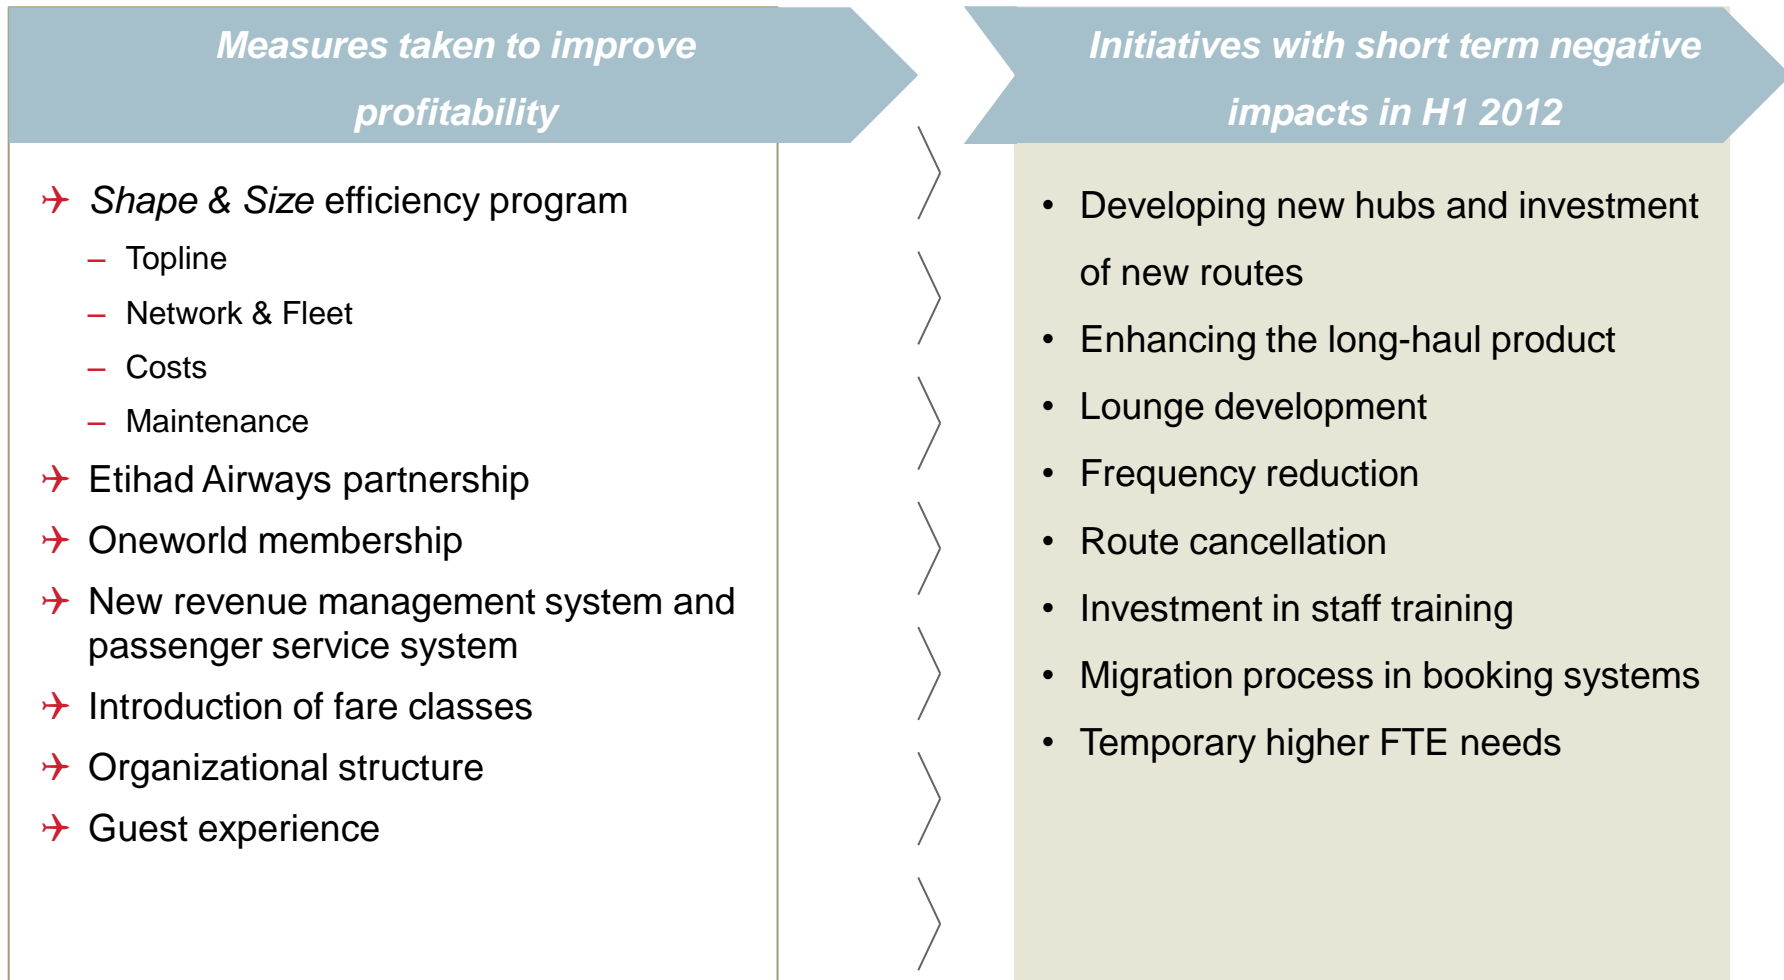 Measures taken to improve
profitability
Shape & Size efficiency program
– Topline
– Network & Fleet
– Costs
– Maintenance
Etihad Airways partnership
Oneworld membership
New revenue management system and
passenger service system
Introduction of fare classes
Organizational structure
Guest experience
Initiatives with short term negative
impacts in H1 2012
• Developing new hubs and investment
of new routes
• Enhancing the long-haul product
• Lounge development
• Frequency reduction
• Route cancellation
• Investment in staff training
• Migration process in booking systems
• Temporary higher FTE needs